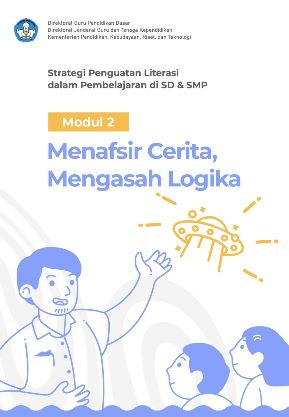 Direktorat Guru Pendidikan Dasar
Direktorat Jenderal Guru dan Tenaga Kependidikan
Kementerian Pendidikan, Kebudayaan, Riset, dan Teknologi
Strategi Penguatan Literasi
dalam Pembelajaran di SD & SMP
Modul 2
Menafsir Cerita,
Mengasah Logika